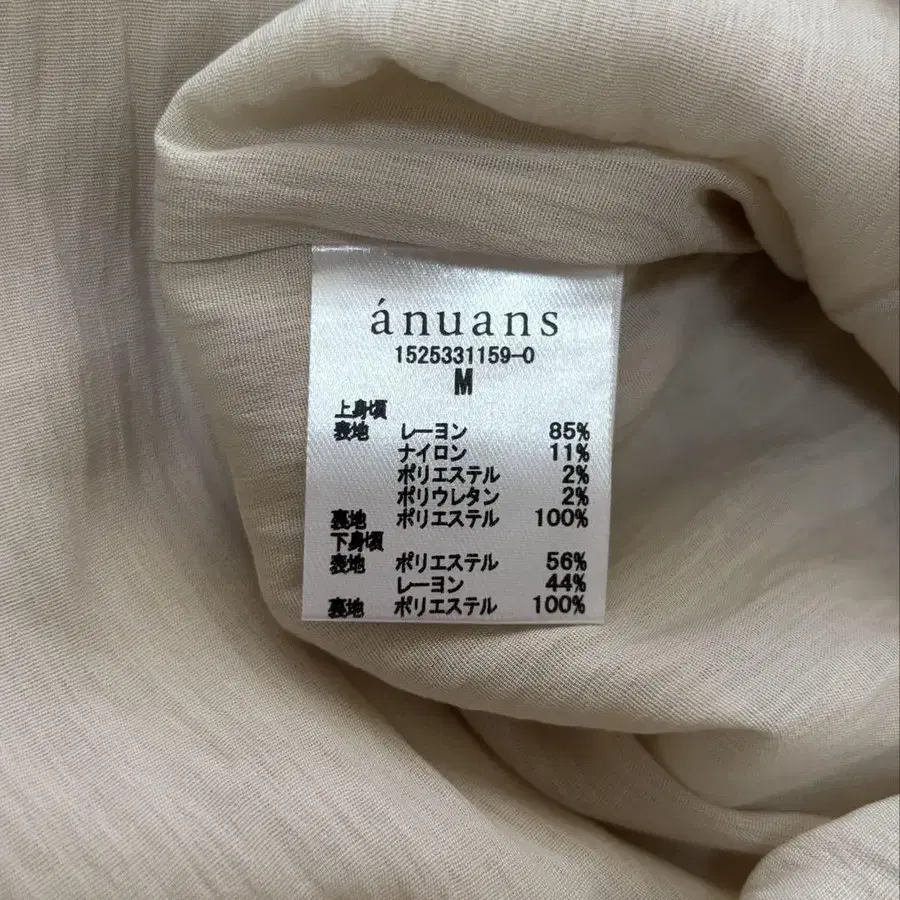 ánuans
1525331159-0
M
上身頃
表地 レーヨン 85%
ナイロン 11%
ポリエステル 2%
ポリウレタン 2%
裏地 ポリエステル 100%
下身頃
表地 ポリエステル 56%
レーヨン 44%
裏地 ポリエステル 100%